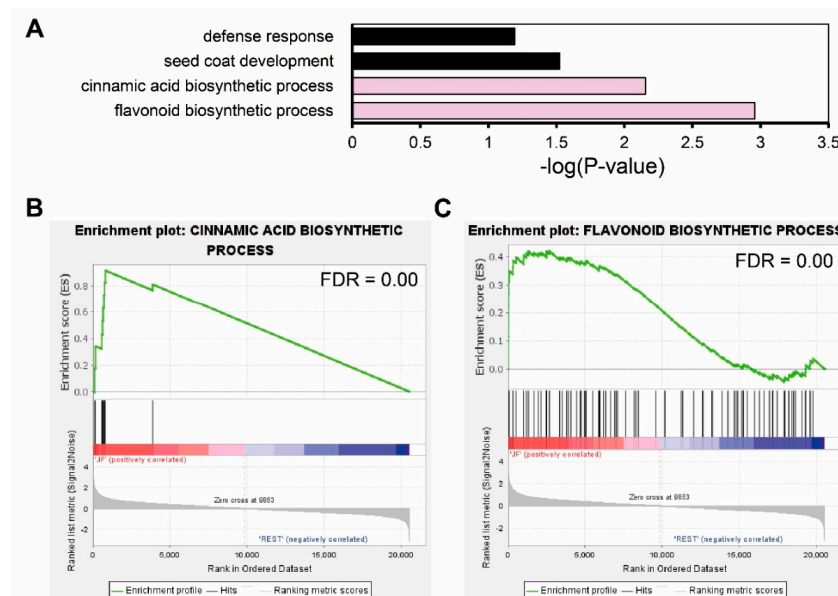 A
defense response
seed coat development
cinnamic acid biosynthetic process
flavonoid biosynthetic process
0 0.5 1 1.5 2 2.5 3 3.5
-log(P-value)
B
Enrichment plot: CINNAMIC ACID BIOSYNTHETIC
PROCESS
FDR = 0.00
Enrichment score (ES)
0.8
0.6
0.4
0.2
0.0
'JF' (positively correlated)
Ranked list metric (Signal2Noise)
4
2
0
-2
Zero cross at 9853
'REST' (negatively correlated)
0 5,000 10,000 15,000 20,000
Rank in Ordered Dataset
Enrichment profile Hits Ranking metric scores
C
Enrichment plot: FLAVONOID BIOSYNTHETIC PROCESS
FDR = 0.00
Enrichment score (ES)
0.4
0.3
0.2
0.1
0.0
'JF' (positively correlated)
Ranked list metric (Signal2Noise)
4
2
0
-2
Zero cross at 9853
'REST' (negatively correlated)
0 5,000 10,000 15,000 20,000
Rank in Ordered Dataset
Enrichment profile Hits Ranking metric scores